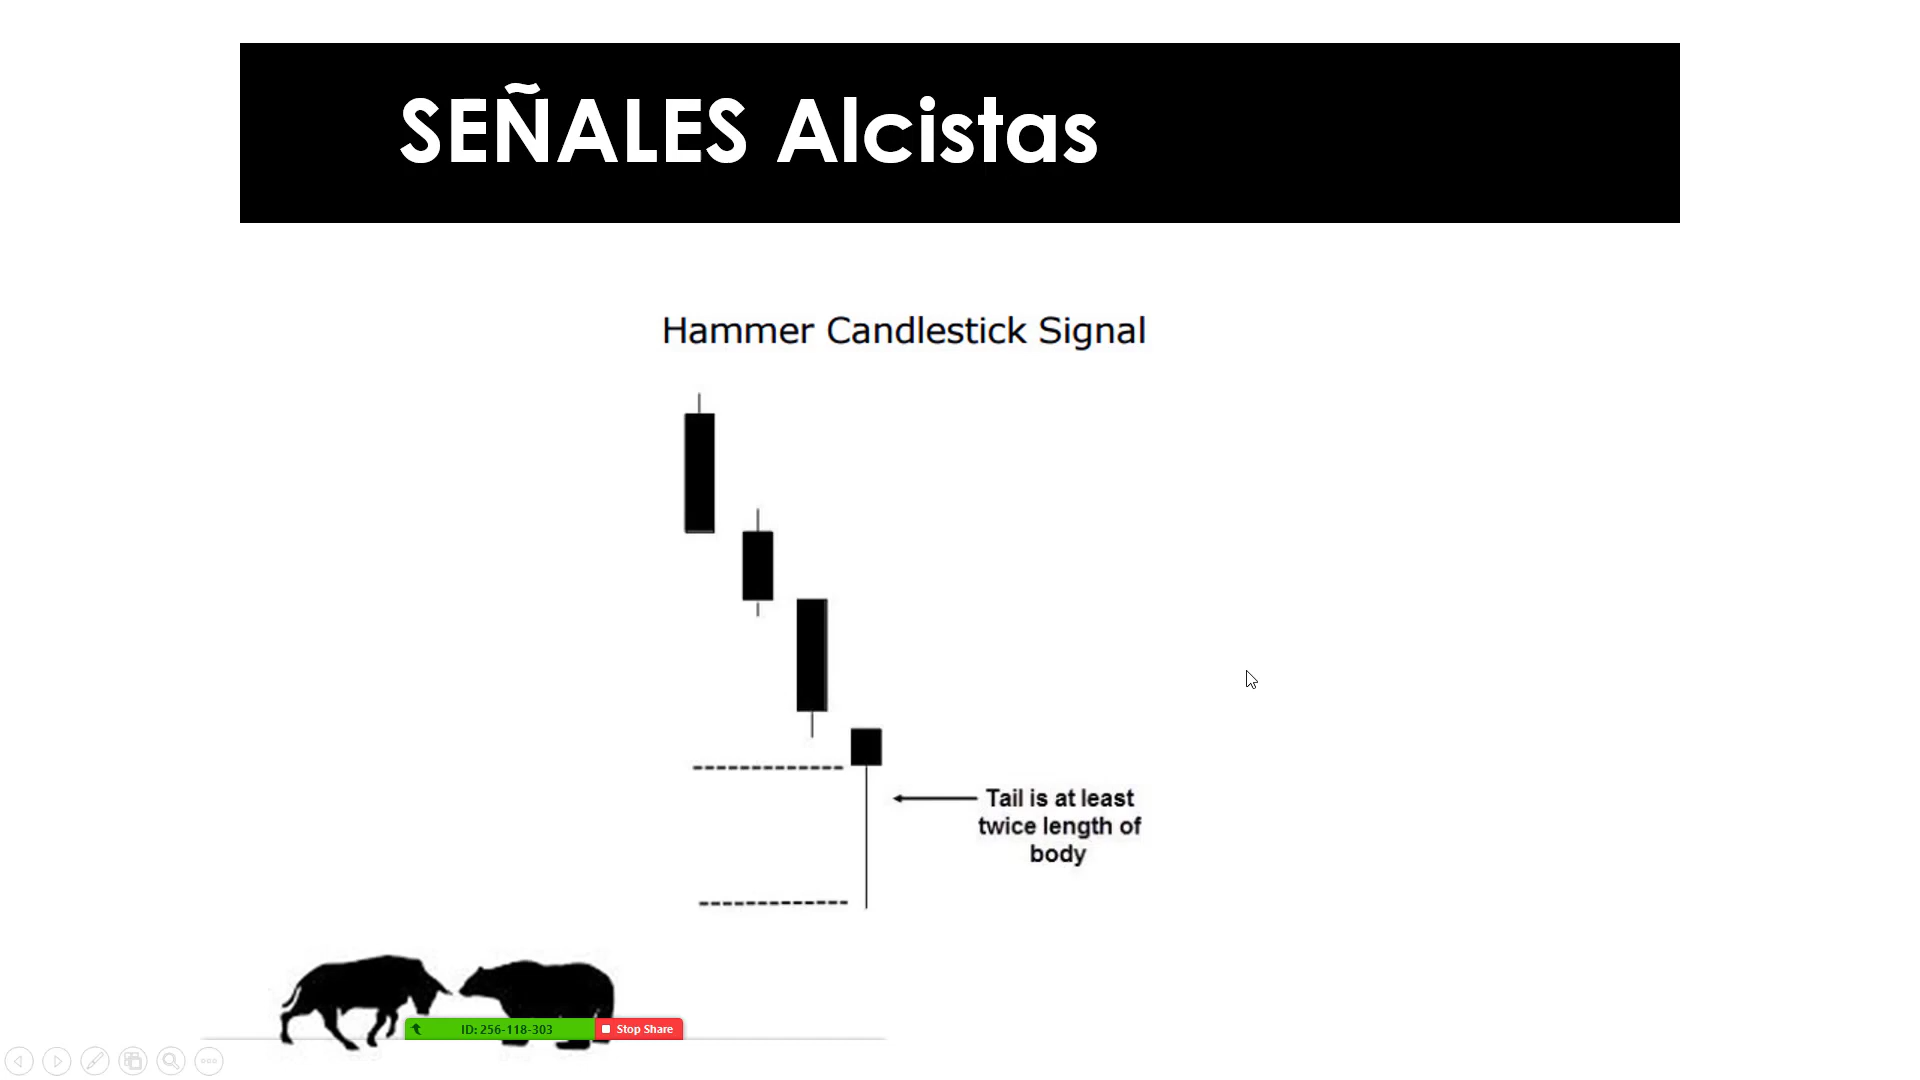 SEÑALES Alcistas
Hammer Candlestick Signal
Tail is at least
twice length of
body
ID: 256-118-303
Stop Share